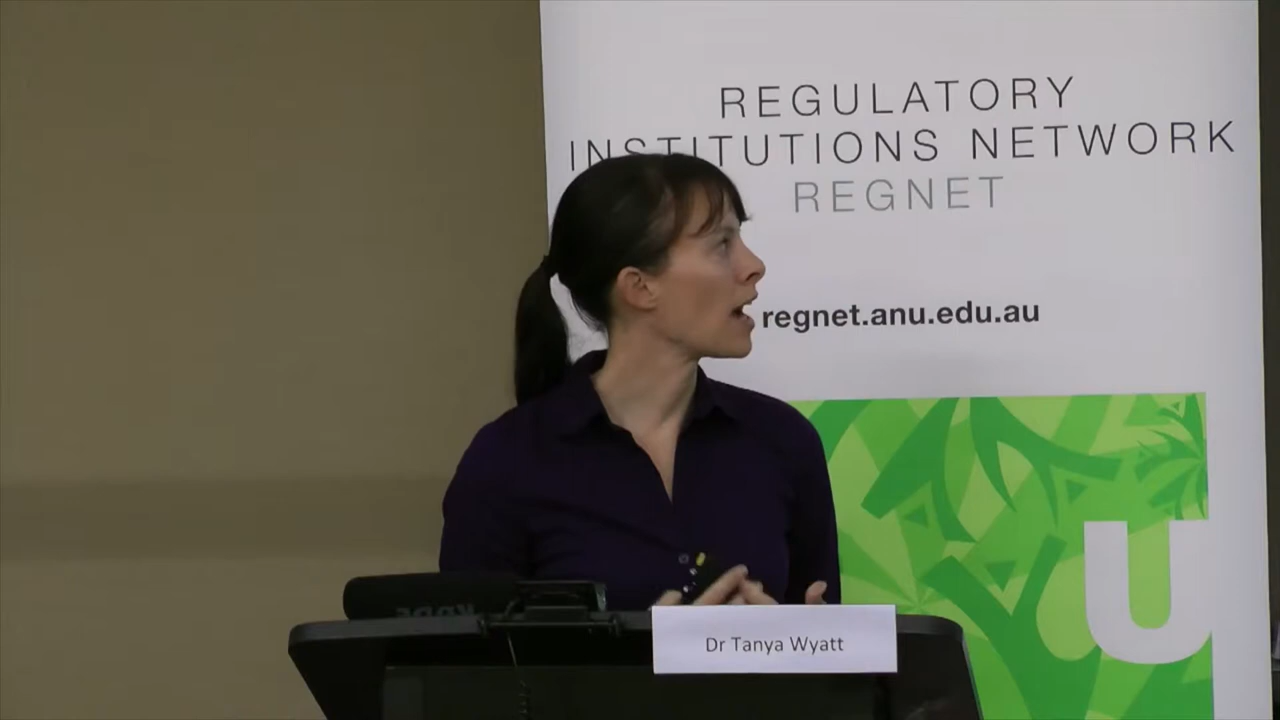 REGULATORY
INSTITUTIONS NETWORK
REGNET
regnet.anu.edu.au
U
Dr Tanya Wyatt